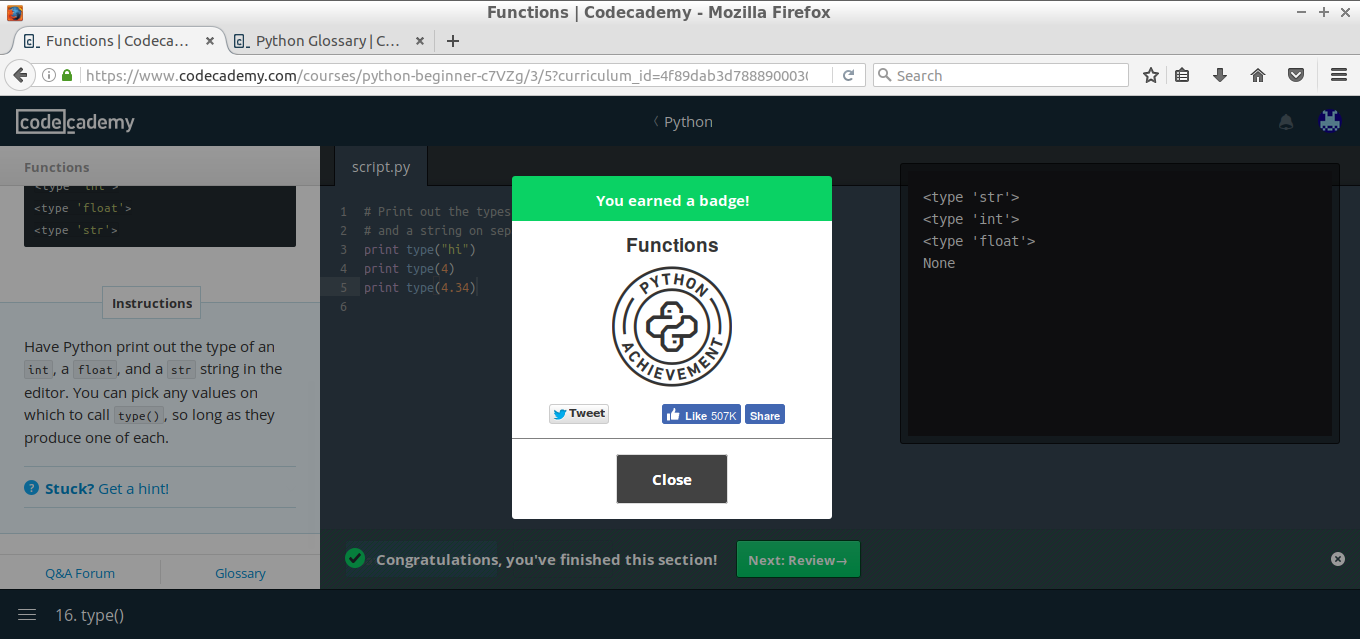 Functions | Codecademy - Mozilla Firefox
Functions | Codeca...
Python Glossary | C...
https://www.codecademy.com/courses/python-beginner-c7VZg/3/5?curriculum_id=4f89dab3d788890003
Search
codecademy
Python
Functions
script.py
<type 'int'>
<type 'float'>
<type 'str'>
Instructions
Have Python print out the type of an
int, a float, and a str string in the
editor. You can pick any values on
which to call type(), so long as they
produce one of each.
? Stuck? Get a hint!
Q&A Forum
Glossary
1 # Print out the types
2 # and a string on sep
3 print type("hi")
4 print type(4)
5 print type(4.34)
6
You earned a badge!
Functions
PYTHON
ACHIEVEMENT
Tweet
Like 507K
Share
Close
<type 'str'>
<type 'int'>
<type 'float'>
None
Congratulations, you've finished this section!
Next: Review→
16. type()